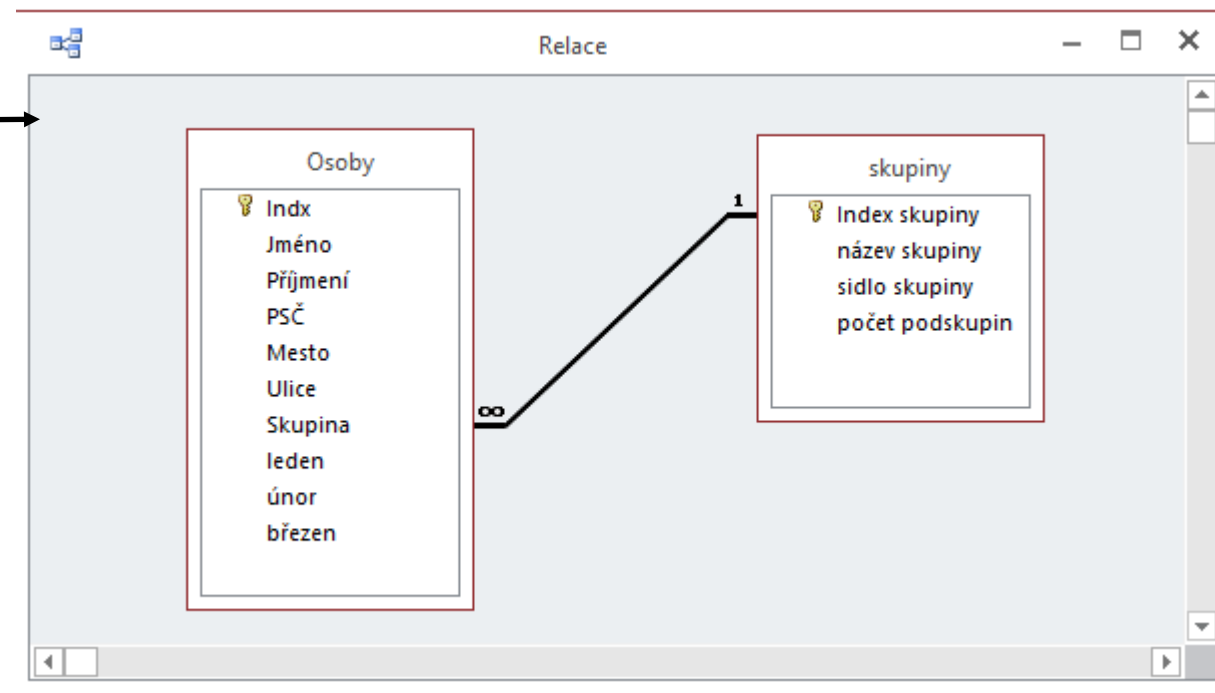 Relace
Osoby
Indx
Jméno
Příjmení
PSČ
Mesto
Ulice
Skupina
leden
únor
březen
∞
1
skupiny
Index skupiny
název skupiny
sidlo skupiny
počet podskupin